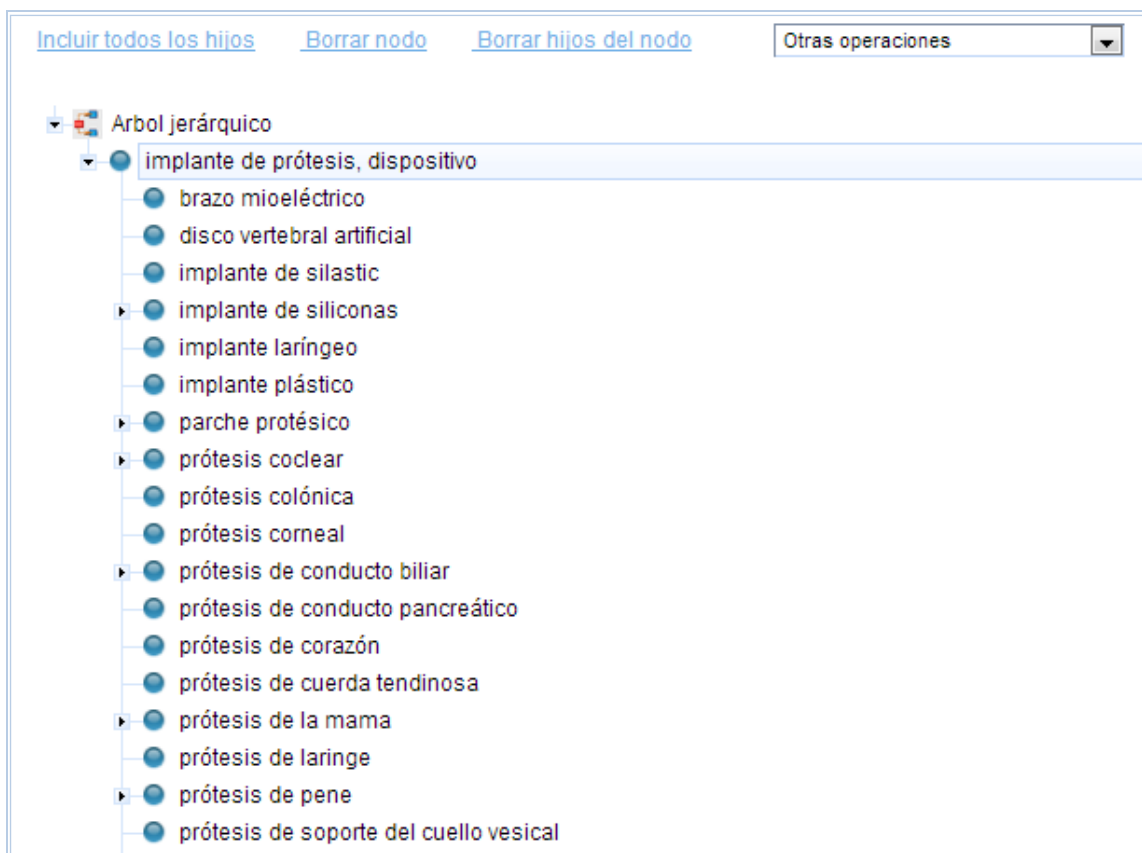 Incluir todos los hijos Borrar nodo Borrar hijos del nodo Otras operaciones
Arbol jerárquico
implante de prótesis, dispositivo
brazo mioeléctrico
disco vertebral artificial
implante de silastic
implante de siliconas
implante laríngeo
implante plástico
parche protésico
prótesis coclear
prótesis colónica
prótesis corneal
prótesis de conducto biliar
prótesis de conducto pancreático
prótesis de corazón
prótesis de cuerda tendinosa
prótesis de la mama
prótesis de laringe
prótesis de pene
prótesis de soporte del cuello vesical